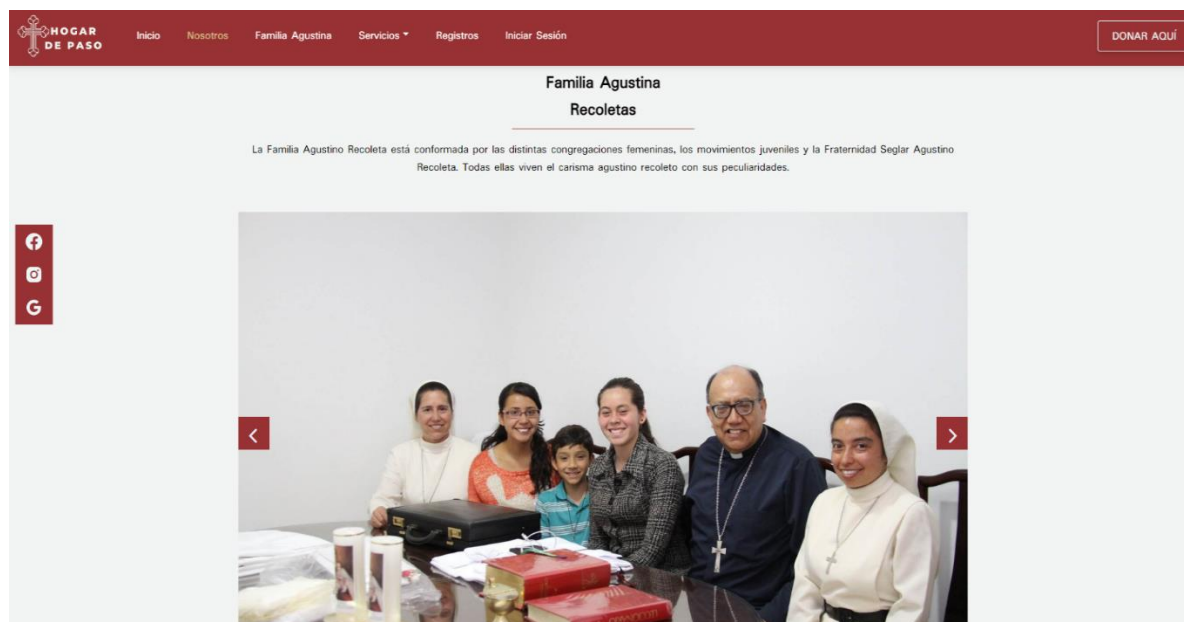 HOGAR
DE PASO
Inicio
Nosotros
Familia Agustina
Servicios
Registros
Iniciar Sesión
DONAR AQUÍ
Familia Agustina
Recoletas
La Familia Agustino Recoleta está conformada por las distintas congregaciones femeninas, los movimientos juveniles y la Fraternidad Seglar Agustino
Recoleta. Todas ellas viven el carisma agustino recoleto con sus peculiaridades.